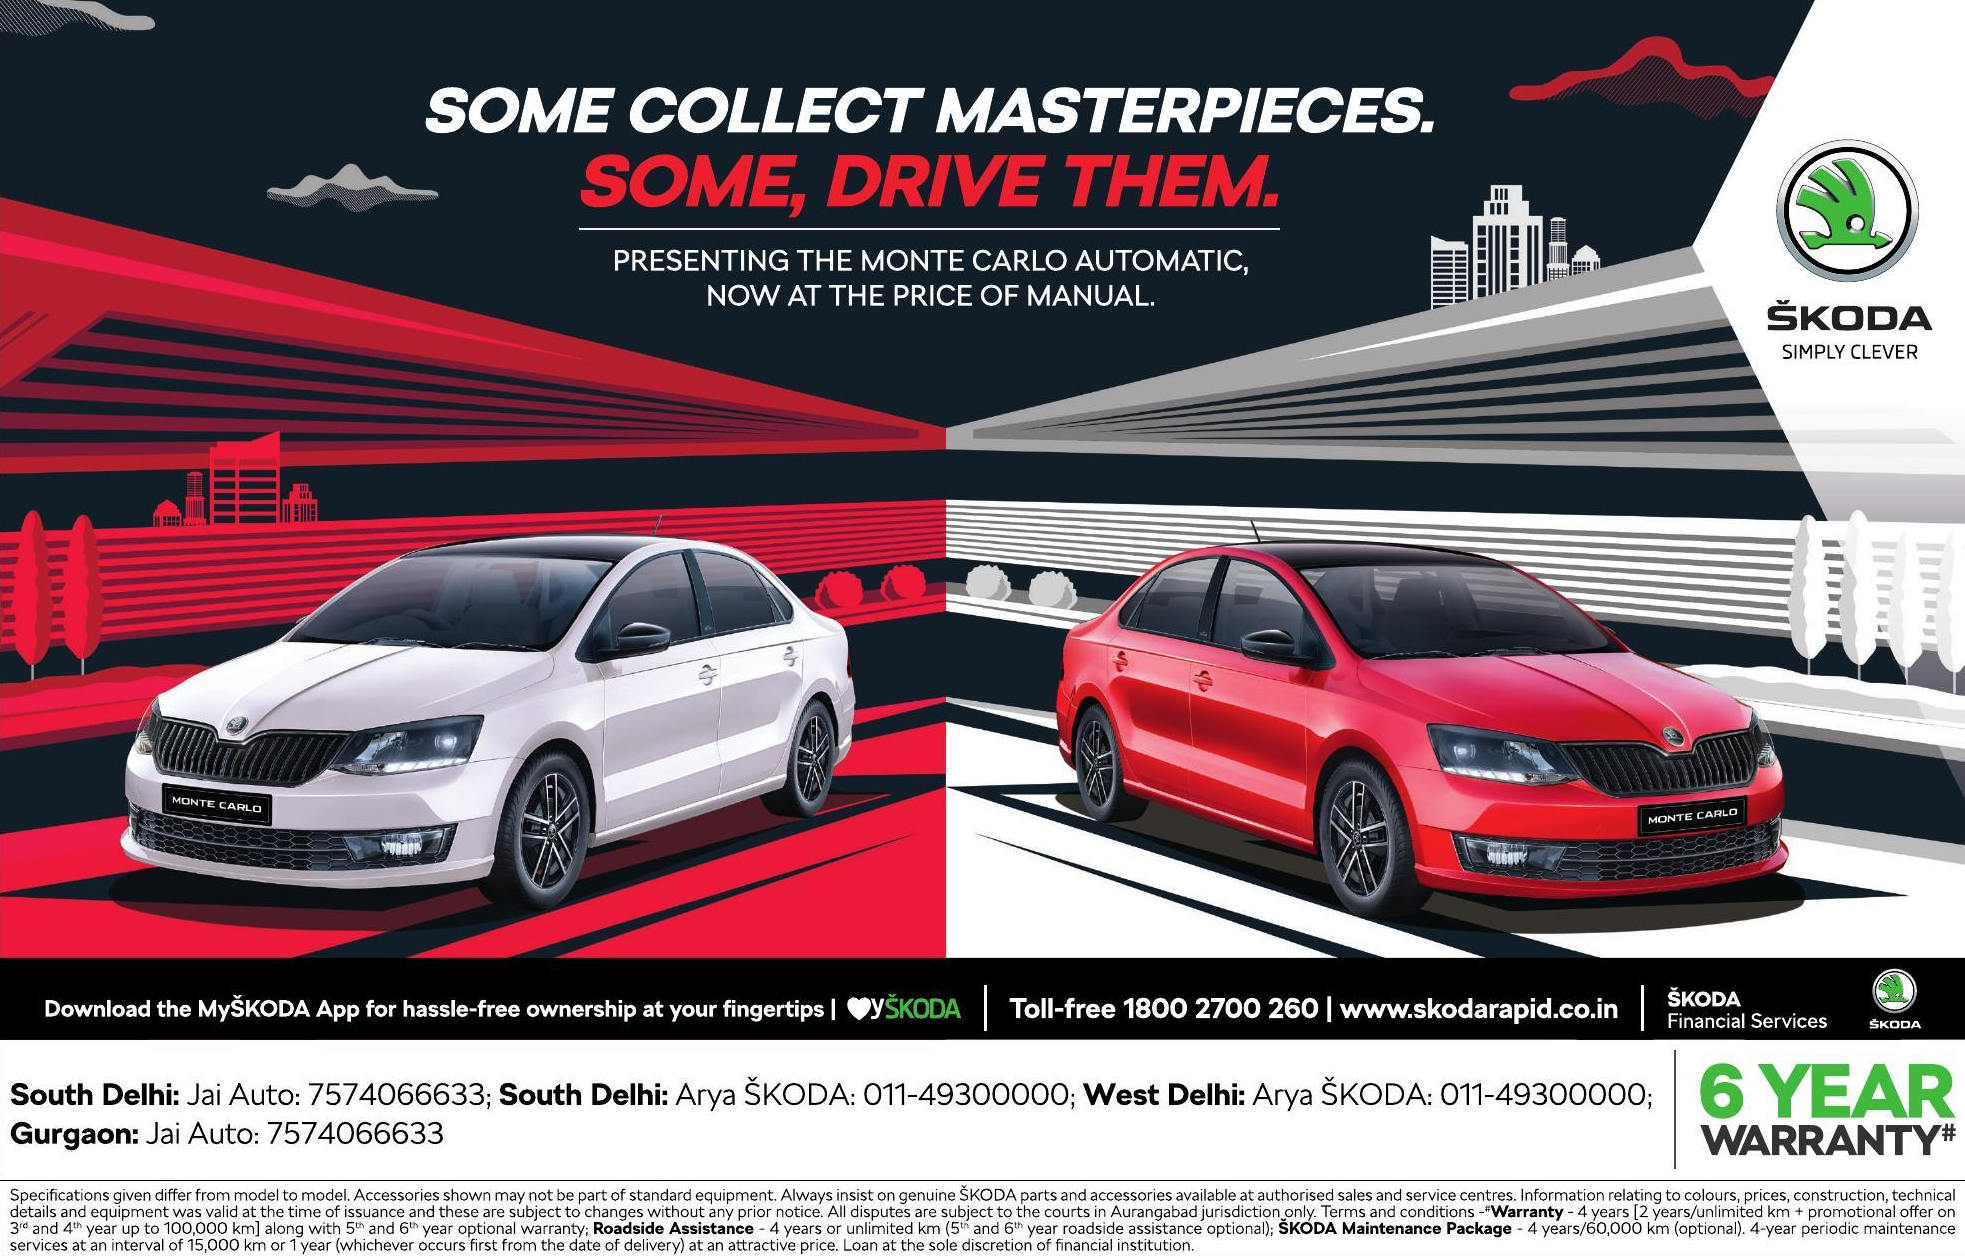 SOME COLLECT MASTERPIECES.
SOME, DRIVE THEM.
PRESENTING THE MONTE CARLO AUTOMATIC,
NOW AT THE PRICE OF MANUAL.
ŠKODA
SIMPLY CLEVER
MONTE CARLO
MONTE CARLO
Download the MyŠKODA App for hassle-free ownership at your fingertips | yŠKODA
Toll-free 1800 2700 260 | www.skodarapid.co.in
ŠKODA
Financial Services
ŠKODA
South Delhi: Jai Auto: 7574066633; South Delhi: Arya ŠKODA: 011-49300000; West Delhi: Arya ŠKODA: 011-49300000;
Gurgaon: Jai Auto: 7574066633
6 YEAR
WARRANTY#
Specifications given differ from model to model. Accessories shown may not be part of standard equipment. Always insist on genuine ŠKODA parts and accessories available at authorised sales and service centres. Information relating to colours, prices, construction, technical
details and equipment was valid at the time of issuance and these are subject to changes without any prior notice. All disputes are subject to the courts in Aurangabad jurisdiction only. Terms and conditions -#Warranty - 4 years [2 years/unlimited km + promotional offer on
3rd and 4th year up to 100,000 km] along with 5th and 6th year optional warranty; Roadside Assistance - 4 years or unlimited km (5th and 6th year roadside assistance optional); ŠKODA Maintenance Package - 4 years/60,000 km (optional). 4-year periodic maintenance
services at an interval of 15,000 km or 1 year (whichever occurs first from the date of delivery) at an attractive price. Loan at the sole discretion of financial institution.